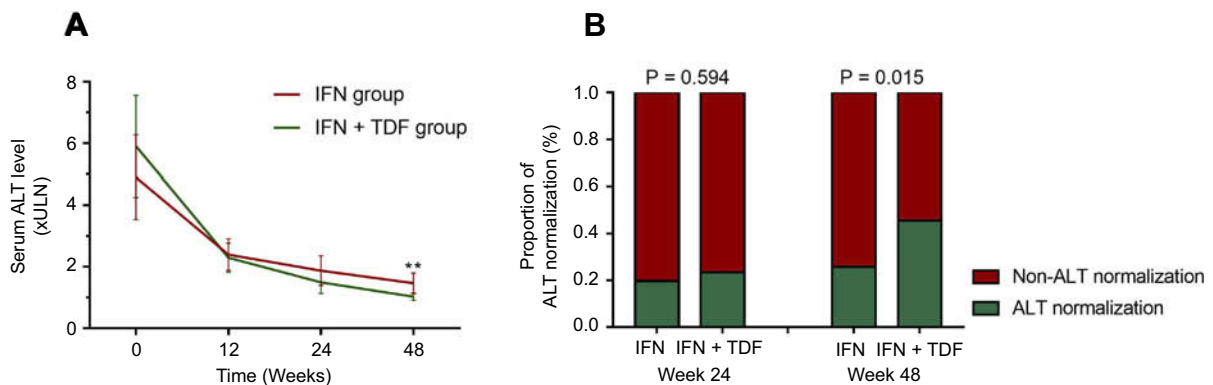 A
8
6
4
2
0
Serum ALT level
(xULN)
IFN group
IFN + TDF group
**
0 12 24 48
Time (Weeks)
B
P = 0.594 P = 0.015
1.0
0.8
0.6
0.4
0.2
0.0
Proportion of
ALT normalization (%)
IFN IFN + TDF IFN IFN + TDF
Week 24 Week 48
Non-ALT normalization
ALT normalization